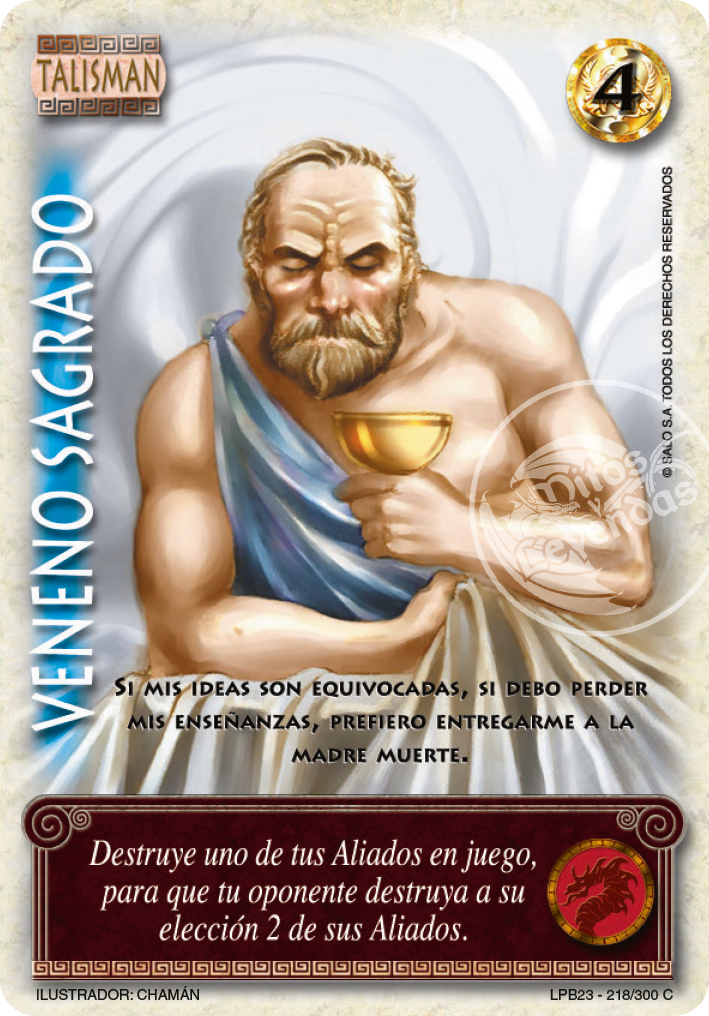 TALISMAN
4
VENENO SAGRADO
© SALO S.A. TODOS LOS DERECHOS RESERVADOS
Mitos
Leyendas
SI MIS IDEAS SON EQUIVOCADAS, SI DEBO PERDER
MIS ENSEÑANZAS, PREFIERO ENTREGARME A LA
MADRE MUERTE.
Destruye uno de tus Aliados en juego,
para que tu oponente destruya a su
elección 2 de sus Aliados.
ILUSTRADOR: CHAMÁN
LPB23 - 218/300 C